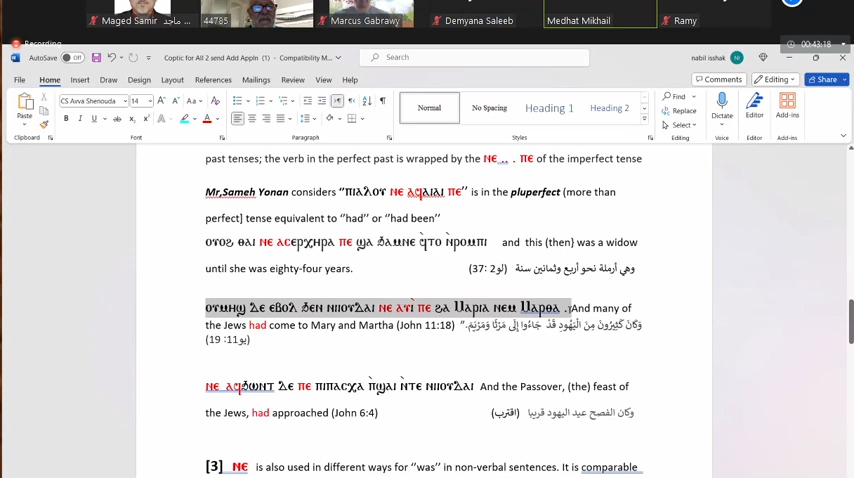 Maged Samir ماجد ...
44785
Marcus Gabrawy
Demyana Saleeb
Medhat Mikhail
Ramy
Recording
00:43:18
AutoSave Off
Coptic for All 2 send Add Appln (1) - Compatibility M...
Search
nabil isshak
NI
File Home Insert Draw Design Layout References Mailings Review View Help
Comments
Editing
Share
Paste
CS Avva Shenouda
14
Normal
No Spacing
Heading 1
Heading 2
Find
Replace
Select
Dictate
Editor
Add-ins
Clipboard
Font
Paragraph
Styles
Editing
Voice
Editor
Add-ins
past tenses; the verb in the perfect past is wrapped by the ⲛⲉ .. . ⲡⲉ of the imperfect tense
Mr,Sameh Yonan considers “ⲡⲓⲁⲗⲟⲩ ⲛⲉ ⲁϥⲁⲓⲁⲓ ⲡⲉ” is in the pluperfect (more than
perfect] tense equivalent to “had” or “had been”
ⲟⲩⲟϩ ⲑⲁⲓ ⲛⲉ ⲁⲥⲉⲣⲭⲏⲣⲁ ⲡⲉ ϣⲁ ϧⲁⲙⲛⲉ ϥ̀ⲧⲟ ⲛ̀ⲣⲟⲙⲡⲓ and this (then} was a widow
until she was eighty-four years. (37: 2لو) وهي أرملة نحو أربع وثمانين سنة
ⲟⲩⲙⲏϣ ⲇⲉ ⲉⲃⲟⲗ ϧⲉⲛ ⲛⲓⲓⲟⲩⲇⲁⲓ ⲛⲉ ⲁⲩⲓ̀ ⲡⲉ ϩⲁ Ⲙⲁⲣⲓⲁ ⲛⲉⲙ Ⲙⲁⲣⲑⲁ . And many of
the Jews had come to Mary and Martha (John 11:18) ".وَكَانَ كَثِيرُونَ مِنَ الْيَهُودِ قَدْ جَاءُوا إِلَى مَرْثَا وَمَرْيَمَ
(يو11: 19)
ⲛⲉ ⲁϥϧⲱⲛⲧ ⲇⲉ ⲡⲉ ⲡⲓⲡⲁⲥⲭⲁ ⲡ̀ϣⲁⲓ ⲛ̀ⲧⲉ ⲛⲓⲓⲟⲩⲇⲁⲓ And the Passover, (the) feast of
the Jews, had approached (John 6:4) وكان الفصح عيد اليهود قريبا (اقترب)
[3] ⲛⲉ is also used in different ways for “was” in non-verbal sentences. It is comparable